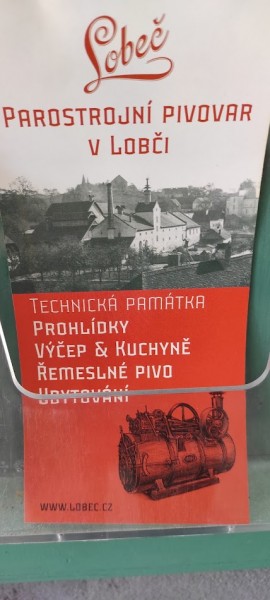 Lobeč
PAROSTROJNÍ PIVOVAR
V LOBČI
TECHNICKÁ PAMÁTKA
PROHLÍDKY
VÝČEP & KUCHYNĚ
ŘEMESLNÉ PIVO
UBYTOVÁNÍ
WWW.LOBEC.CZ